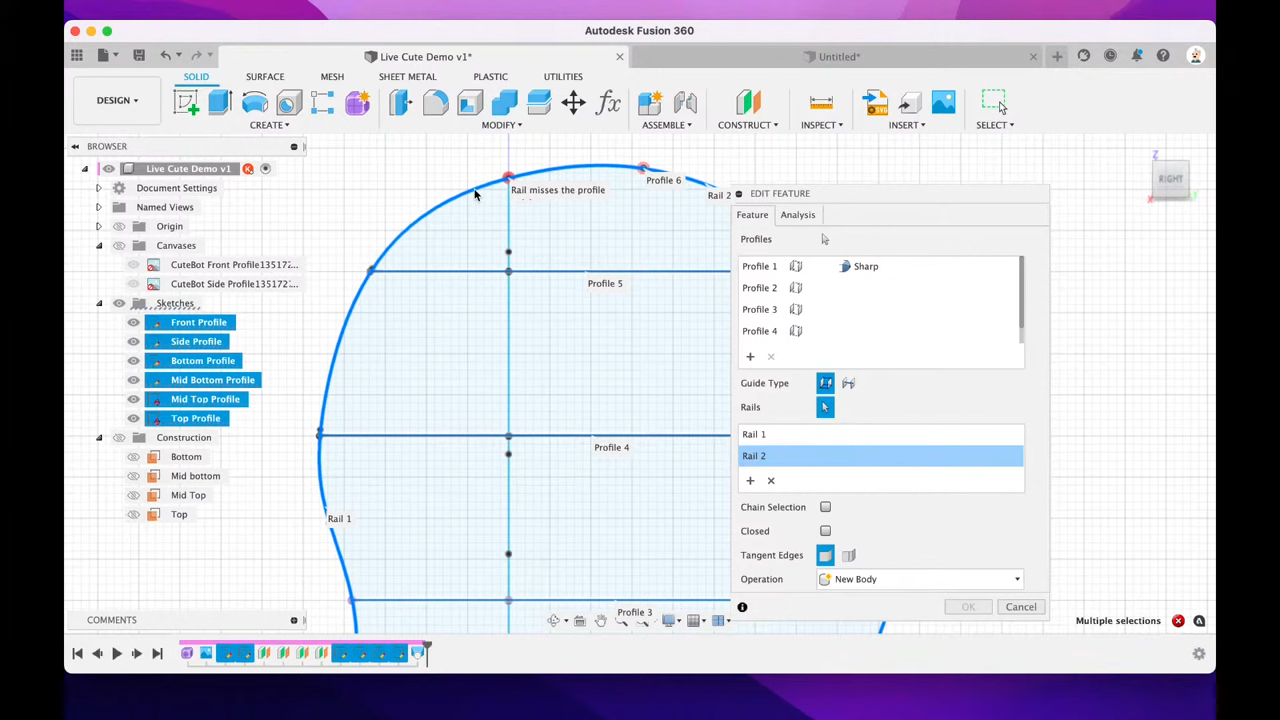 Autodesk Fusion 360
Live Cute Demo v1*
Untitled*
SOLID SURFACE MESH SHEET METAL PLASTIC UTILITIES
DESIGN
CREATE MODIFY ASSEMBLE CONSTRUCT INSPECT INSERT SELECT
BROWSER
Live Cute Demo v1
Document Settings
Named Views
Origin
Canvases
CuteBot Front Profile135172...
CuteBot Side Profile1351721...
Sketches
Front Profile
Side Profile
Bottom Profile
Mid Bottom Profile
Mid Top Profile
Top Profile
Construction
Bottom
Mid bottom
Mid Top
Top
COMMENTS
Profile 6
Rail misses the profile
Rail 2
Profile 5
Profile 4
Rail 1
Profile 3
Z
RIGHT
EDIT FEATURE
Feature Analysis
Profiles
Profile 1 Sharp
Profile 2
Profile 3
Profile 4
Guide Type
Rails
Rail 1
Rail 2
Chain Selection
Closed
Tangent Edges
Operation New Body
OK Cancel
Multiple selections